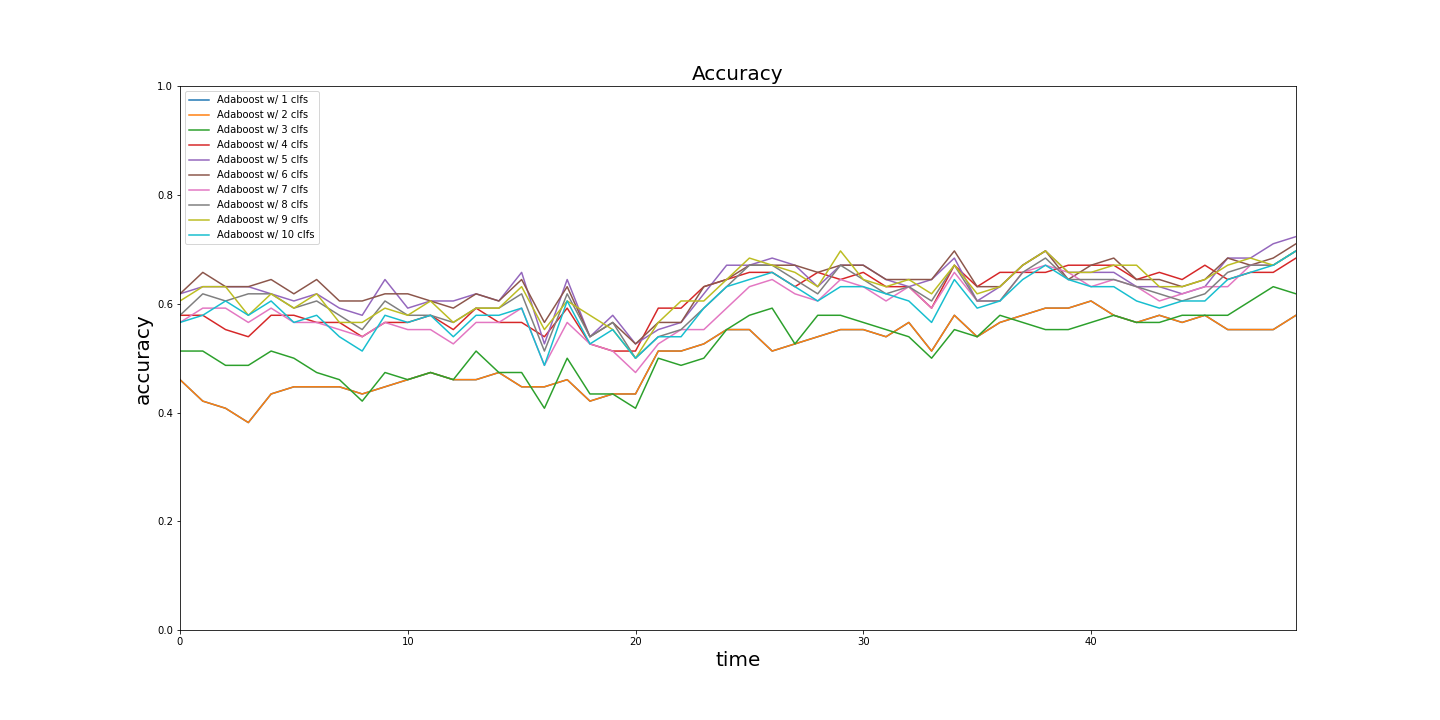 Accuracy
1.0
0.8
0.6
0.4
0.2
0.0
accuracy
Adaboost w/ 1 clfs
Adaboost w/ 2 clfs
Adaboost w/ 3 clfs
Adaboost w/ 4 clfs
Adaboost w/ 5 clfs
Adaboost w/ 6 clfs
Adaboost w/ 7 clfs
Adaboost w/ 8 clfs
Adaboost w/ 9 clfs
Adaboost w/ 10 clfs
0 10 20 30 40
time